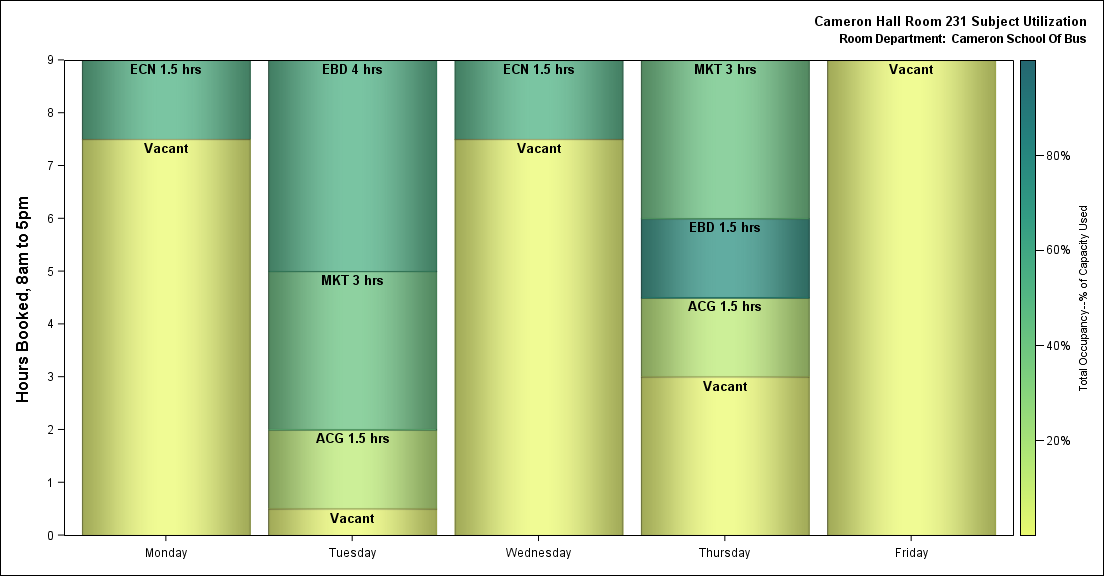 Cameron Hall Room 231 Subject Utilization
Room Department: Cameron School Of Bus
Hours Booked, 8am to 5pm
9
8
7
6
5
4
3
2
1
0
ECN 1.5 hrs
Vacant
EBD 4 hrs
MKT 3 hrs
ACG 1.5 hrs
Vacant
ECN 1.5 hrs
Vacant
MKT 3 hrs
EBD 1.5 hrs
ACG 1.5 hrs
Vacant
Vacant
Monday
Tuesday
Wednesday
Thursday
Friday
80%
60%
40%
20%
Total Occupancy--% of Capacity Used